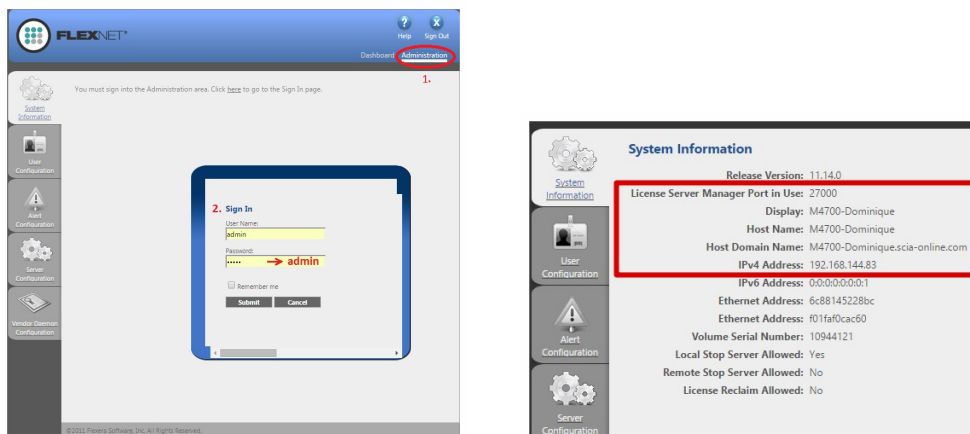 FLEXNET®
Help Sign Out
Dashboard Administration
1.
You must sign into the Administration area. Click here to go to the Sign In page.
System
Information
User
Configuration
Alert
Configuration
Server
Configuration
Vendor Daemon
Configuration
2. Sign In
User Name:
admin
Password:
••••• → admin
Remember me
Submit Cancel
©2011 Flexera Software, Inc. All Rights Reserved.
System
Information
User
Configuration
Alert
Configuration
Server
Configuration
System Information
Release Version: 11.14.0
License Server Manager Port in Use: 27000
Display: M4700-Dominique
Host Name: M4700-Dominique
Host Domain Name: M4700-Dominique.scia-online.com
IPv4 Address: 192.168.144.83
IPv6 Address: 0:0:0:0:0:0:0:1
Ethernet Address: 6c88145228bc
Ethernet Address: f01faf0cac60
Volume Serial Number: 10944121
Local Stop Server Allowed: Yes
Remote Stop Server Allowed: No
License Reclaim Allowed: No